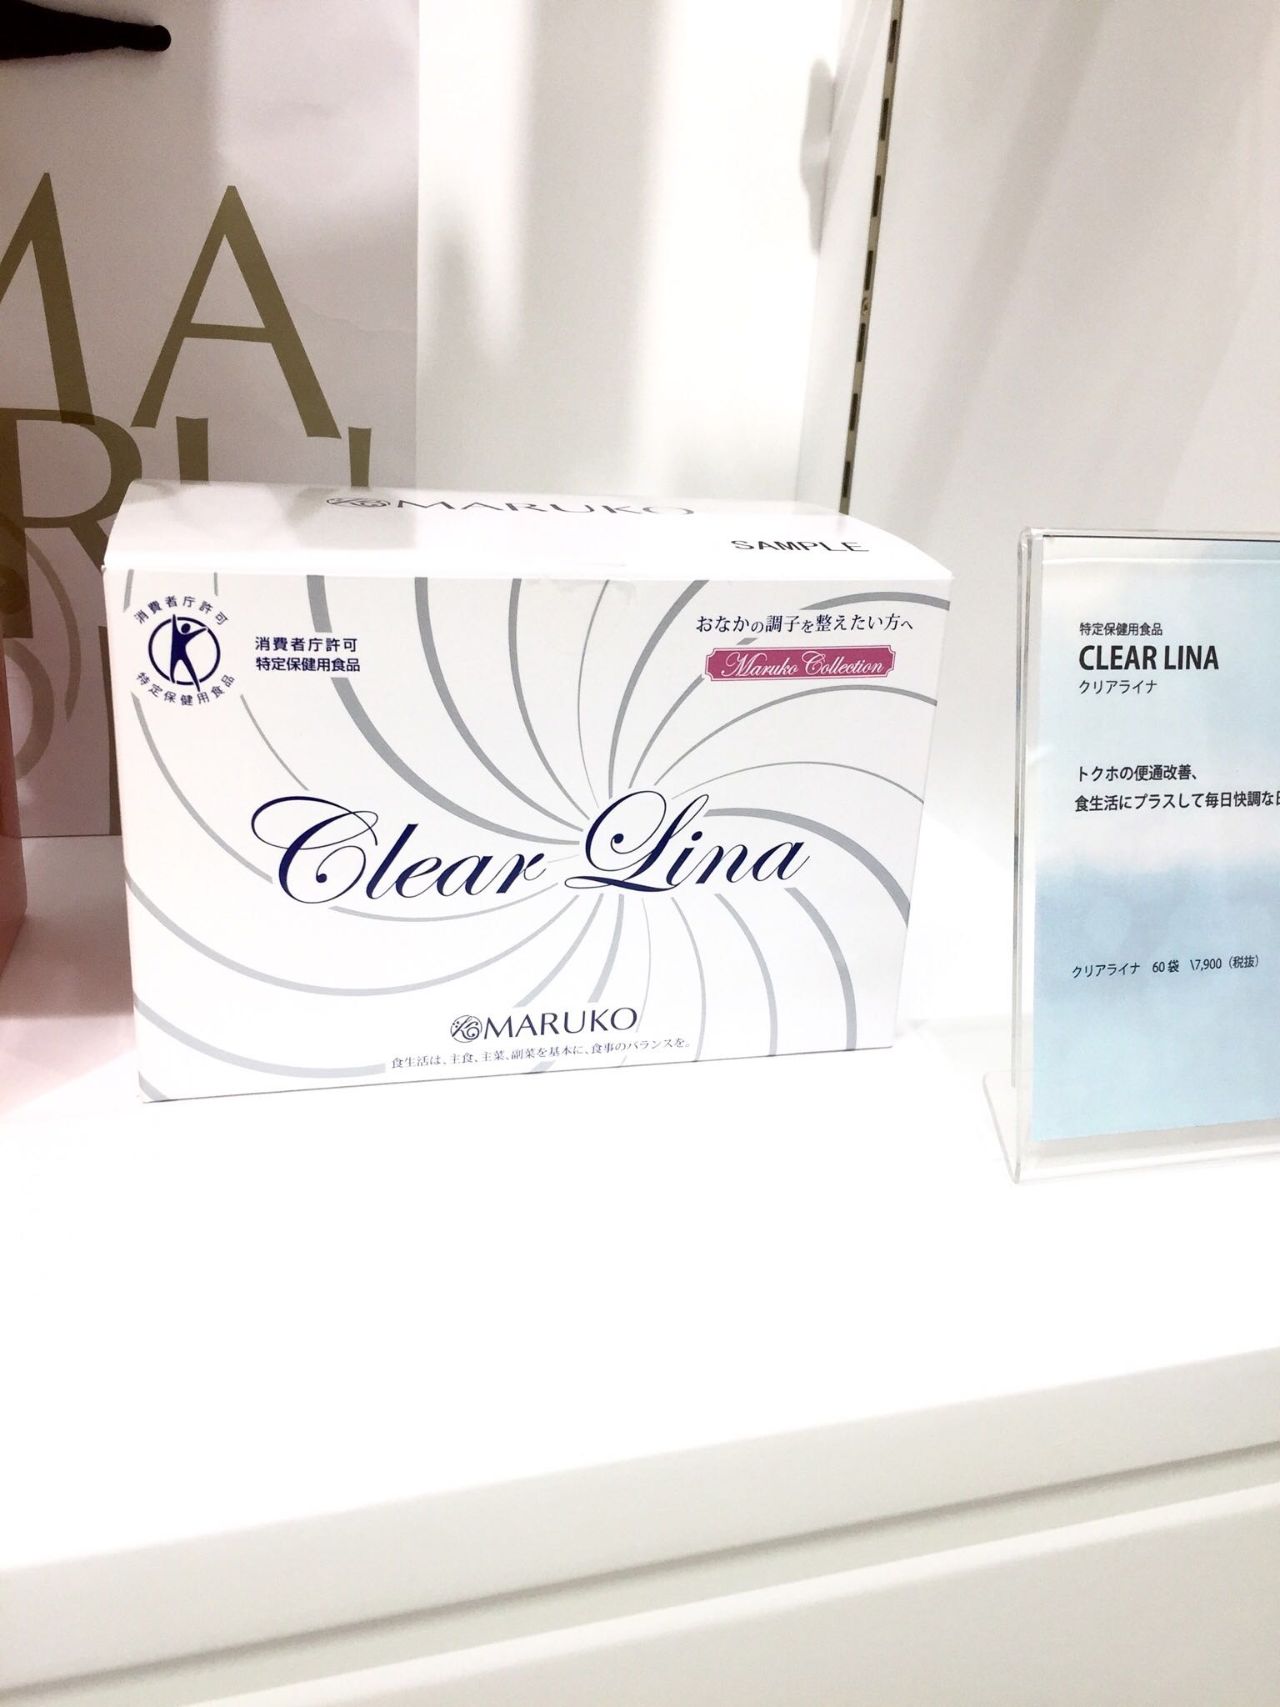 MA
RU
MARUKO
SAMPLE
消費者庁許可
特定保健用食品
消費者庁許可
特定保健用食品
おなかの調子を整えたい方へ
Maruko Collection
Clear Lina
MARUKO
食生活は、主食、主菜、副菜を基本に、食事のバランスを。
特定保健用食品
CLEAR LINA
クリアライナ
トクホの便通改善、
食生活にプラスして毎日快調な
クリアライナ 60袋 \7,900（税抜）